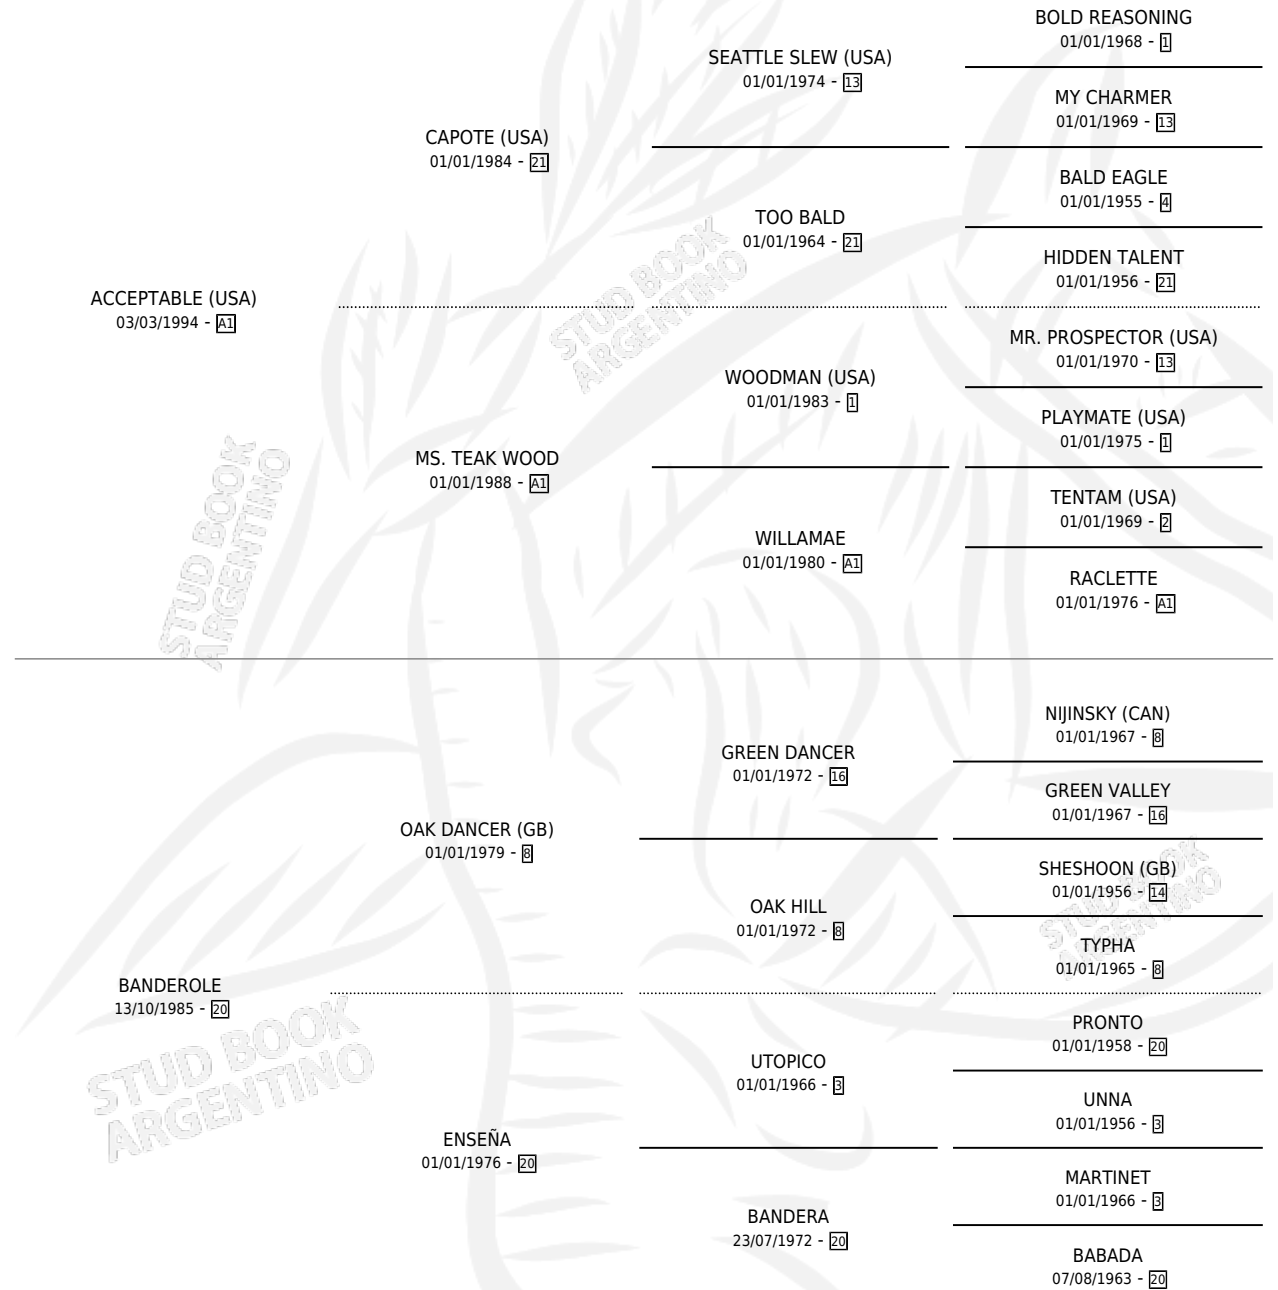 BOLD REASONING
01/01/1968 - 1
SEATTLE SLEW (USA)
01/01/1974 - 13
MY CHARMER
01/01/1969 - 13
CAPOTE (USA)
01/01/1984 - 21
BALD EAGLE
01/01/1955 - 4
TOO BALD
01/01/1964 - 21
HIDDEN TALENT
01/01/1956 - 21
ACCEPTABLE (USA)
03/03/1994 - A1
MR. PROSPECTOR (USA)
01/01/1970 - 13
WOODMAN (USA)
01/01/1983 - 1
PLAYMATE (USA)
01/01/1975 - 1
MS. TEAK WOOD
01/01/1988 - A1
TENTAM (USA)
01/01/1969 - 2
WILLAMAE
01/01/1980 - A1
RACLETTE
01/01/1976 - A1
NIJINSKY (CAN)
01/01/1967 - 8
GREEN DANCER
01/01/1972 - 16
GREEN VALLEY
01/01/1967 - 16
OAK DANCER (GB)
01/01/1979 - 8
SHESHOON (GB)
01/01/1956 - 14
OAK HILL
01/01/1972 - 8
TYPHA
01/01/1965 - 8
BANDEROLE
13/10/1985 - 20
PRONTO
01/01/1958 - 20
UTOPICO
01/01/1966 - 3
UNNA
01/01/1956 - 3
ENSEÑA
01/01/1976 - 20
MARTINET
01/01/1966 - 3
BANDERA
23/07/1972 - 20
BABADA
07/08/1963 - 20
STUD BOOK
ARGENTINO
STUD BOOK
ARGENTINO
STUD BOOK
ARGENTINO
STUD BOOK
ARGENTINO